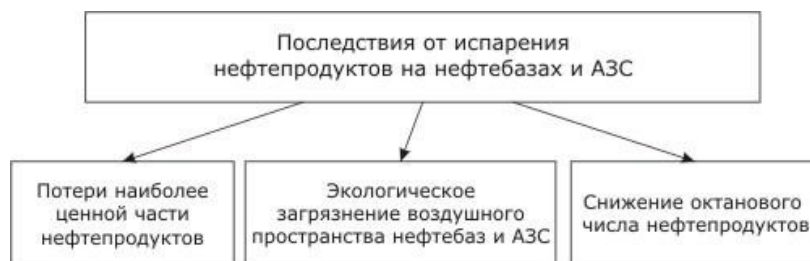 Последствия от испарения
нефтепродуктов на нефтебазах и АЗС
Потери наиболее
ценной части
нефтепродуктов
Экологическое
загрязнение воздушного
пространства нефтебаз и АЗС
Снижение октанового
числа нефтепродуктов